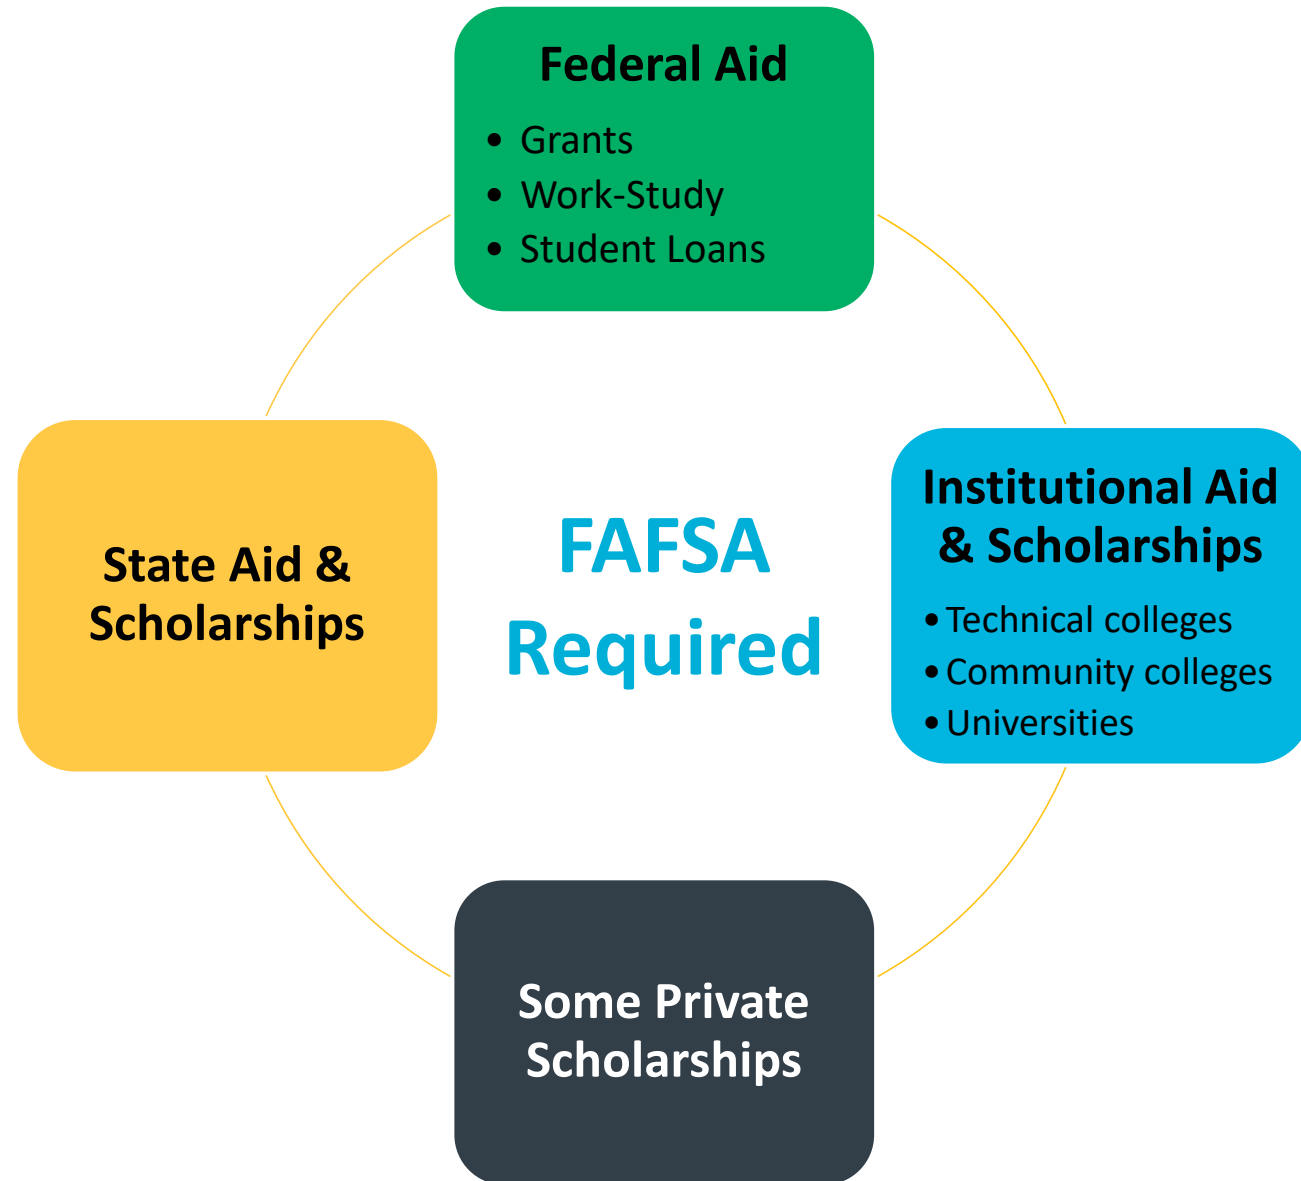 Federal Aid
• Grants
• Work-Study
• Student Loans
Institutional Aid
& Scholarships
• Technical colleges
• Community colleges
• Universities
Some Private
Scholarships
State Aid &
Scholarships
FAFSA
Required